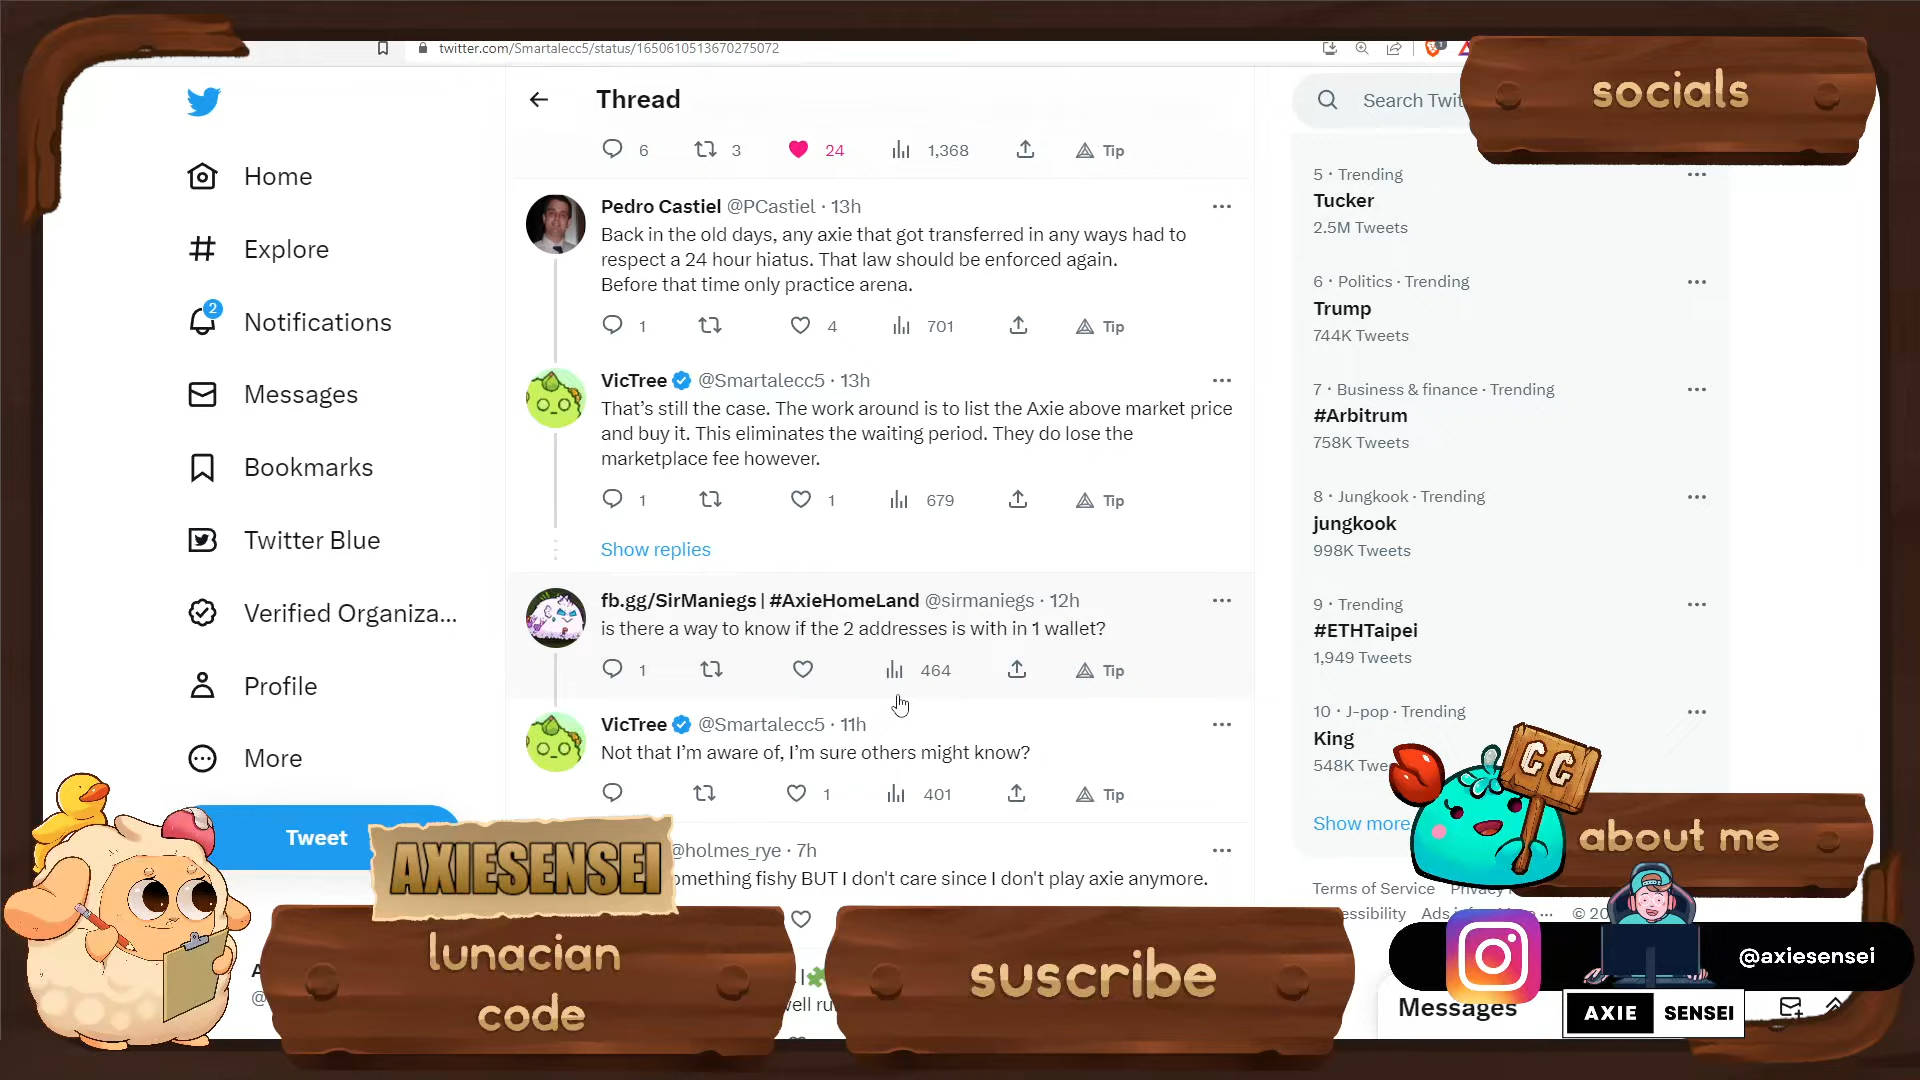 twitter.com/Smartalecc5/status/1650610513670275072
socials
Thread
Search Twit
6 3 24 1,368 Tip
Home
Explore
2
Notifications
Messages
Bookmarks
Twitter Blue
Verified Organiza...
Profile
More
Tweet
Pedro Castiel @PCastiel · 13h
Back in the old days, any axie that got transferred in any ways had to
respect a 24 hour hiatus. That law should be enforced again.
Before that time only practice arena.
1 4 701 Tip
VicTree @Smartalecc5 · 13h
That's still the case. The work around is to list the Axie above market price
and buy it. This eliminates the waiting period. They do lose the
marketplace fee however.
1 1 679 Tip
Show replies
fb.gg/SirManiegs | #AxieHomeLand @sirmaniegs · 12h
is there a way to know if the 2 addresses is with in 1 wallet?
1 464 Tip
VicTree @Smartalecc5 · 11h
Not that I'm aware of, I'm sure others might know?
1 401 Tip
@holmes_rye · 7h
omething fishy BUT I don't care since I don't play axie anymore.
5 · Trending
Tucker
2.5M Tweets
6 · Politics · Trending
Trump
744K Tweets
7 · Business & finance · Trending
#Arbitrum
758K Tweets
8 · Jungkook · Trending
jungkook
998K Tweets
9 · Trending
#ETHTaipei
1,949 Tweets
10 · J-pop · Trending
King
548K Twe
Show more
Terms of Service
CC
about me
AXIESENSEI
lunacian
code
suscribe
@axiesensei
Messages
AXIE SENSEI